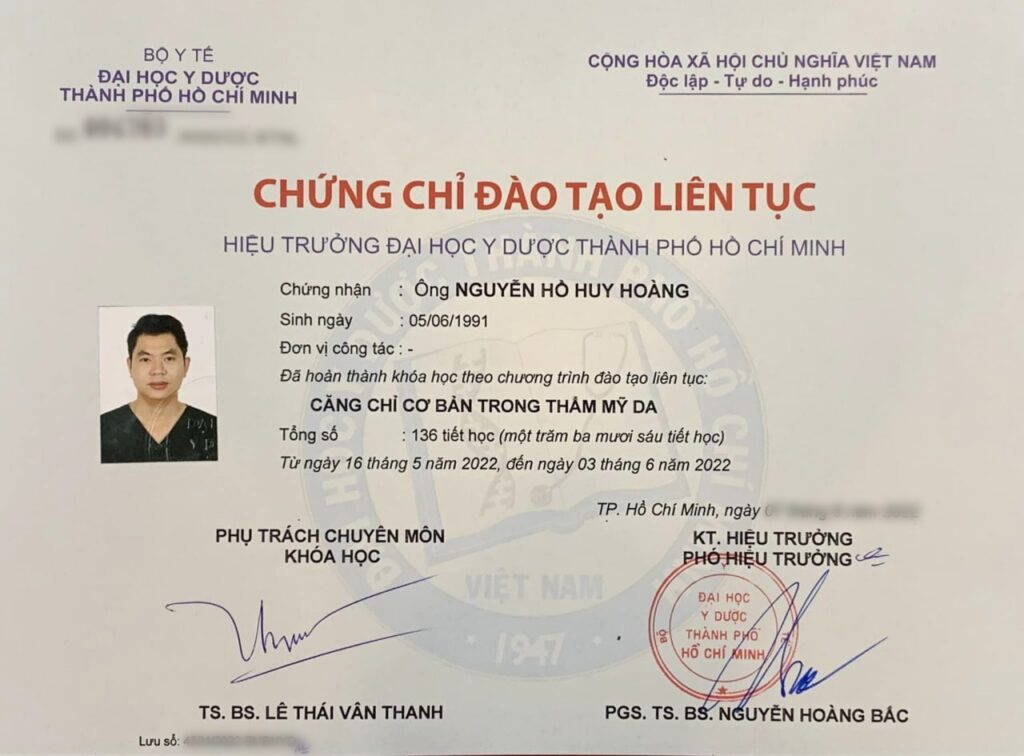 BỘ Y TẾ
ĐẠI HỌC Y DƯỢC
THÀNH PHỐ HỒ CHÍ MINH
CỘNG HÒA XÃ HỘI CHỦ NGHĨA VIỆT NAM
Độc lập - Tự do - Hạnh phúc
CHỨNG CHỈ ĐÀO TẠO LIÊN TỤC
HIỆU TRƯỞNG ĐẠI HỌC Y DƯỢC THÀNH PHỐ HỒ CHÍ MINH
Chứng nhận : Ông NGUYỄN HỒ HUY HOÀNG
Sinh ngày : 05/06/1991
Đơn vị công tác : -
Đã hoàn thành khóa học theo chương trình đào tạo liên tục:
CĂNG CHỈ CƠ BẢN TRONG THẨM MỸ DA
Tổng số : 136 tiết học (một trăm ba mươi sáu tiết học)
Từ ngày 16 tháng 5 năm 2022, đến ngày 03 tháng 6 năm 2022
TP. Hồ Chí Minh, ngày
PHỤ TRÁCH CHUYÊN MÔN
KHÓA HỌC
KT. HIỆU TRƯỞNG
PHÓ HIỆU TRƯỞNG
ĐẠI HỌC
Y DƯỢC
THÀNH PHỐ
HỒ CHÍ MINH
BỘ
VIỆT NAM
1947
TS. BS. LÊ THÁI VÂN THANH
PGS. TS. BS. NGUYỄN HOÀNG BẮC
Lưu số: